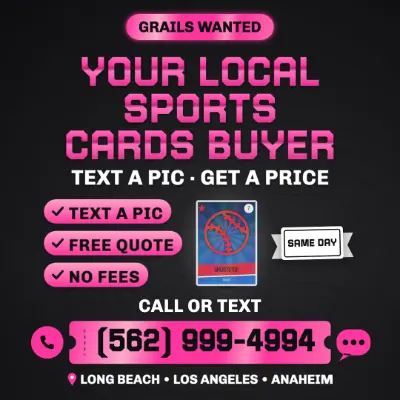 GRAILS WANTED
YOUR LOCAL
SPORTS
CARDS BUYER
TEXT A PIC · GET A PRICE
TEXT A PIC
FREE QUOTE
NO FEES
?
SAME DAY
CALL OR TEXT
(562) 999-4994
LONG BEACH • LOS ANGELES • ANAHEIM